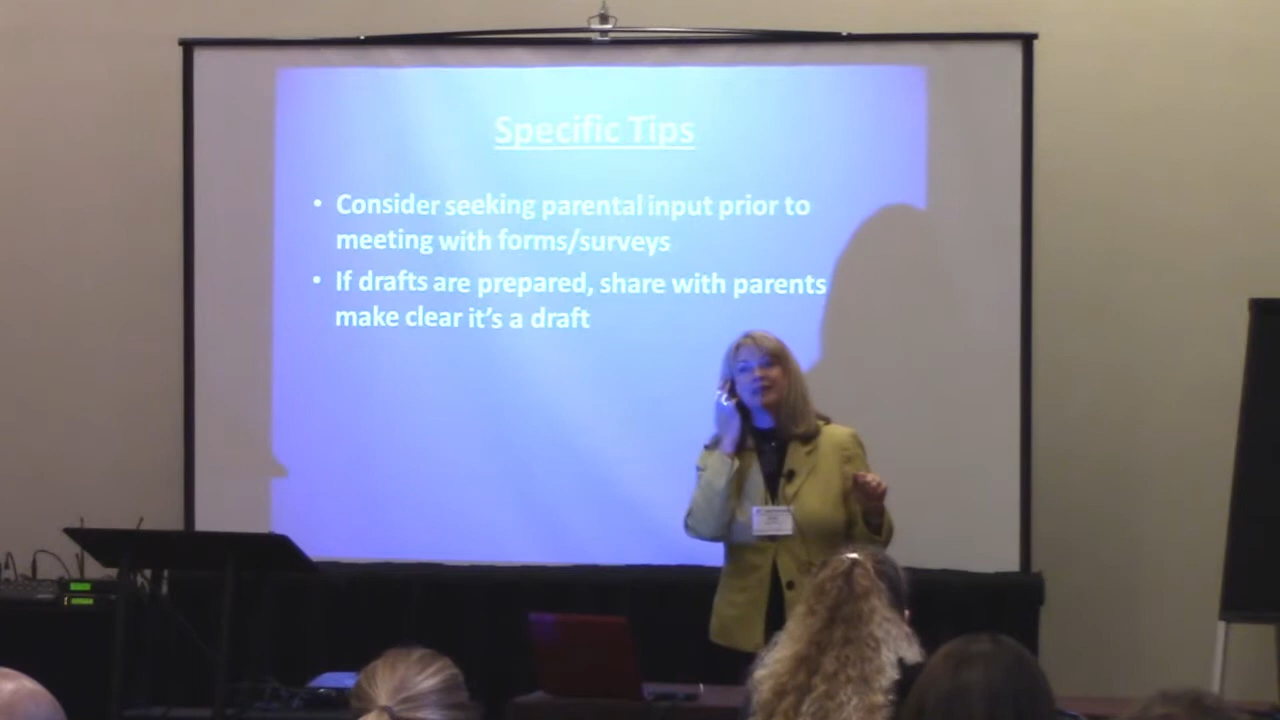 Specific Tips
• Consider seeking parental input prior to
meeting with forms/surveys
• If drafts are prepared, share with parents
make clear it's a draft